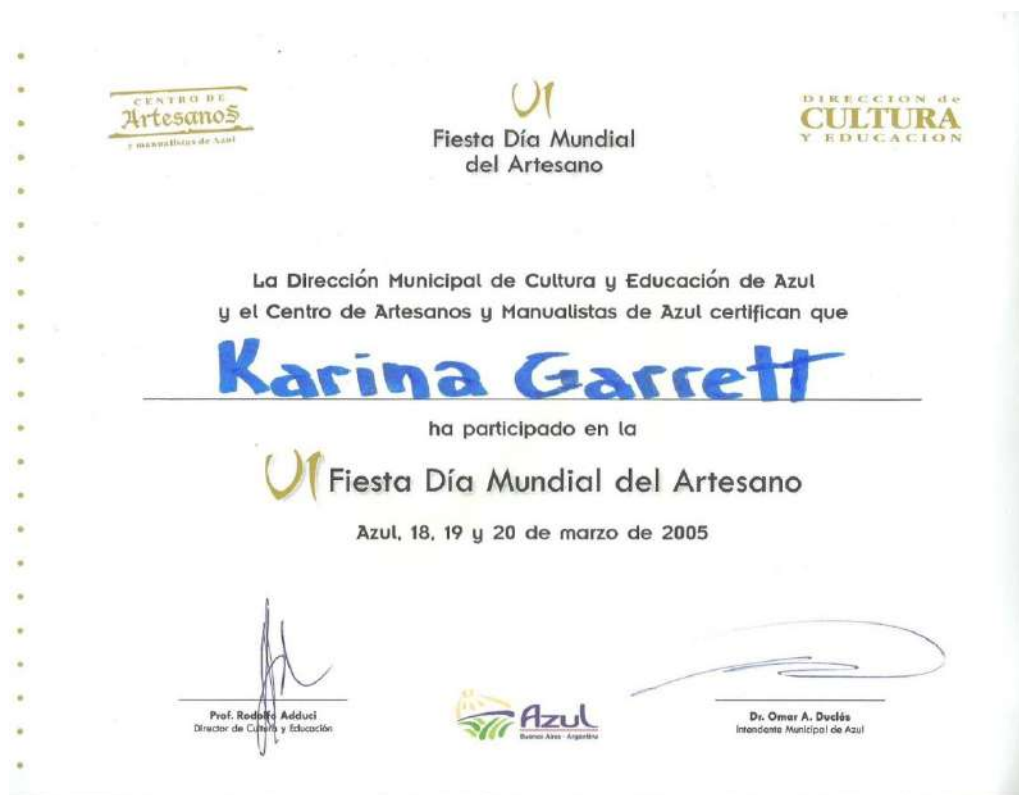 CENTRO DE
Artesanos
y manualistas de Azul
VI
Fiesta Día Mundial
del Artesano
DIRECCION de
CULTURA
Y EDUCACION
La Dirección Municipal de Cultura y Educación de Azul
y el Centro de Artesanos y Manualistas de Azul certifican que
Karina Garrett
ha participado en la
VI Fiesta Día Mundial del Artesano
Azul, 18, 19 y 20 de marzo de 2005
Prof. Rodolfo Adduci
Director de Cultura y Educación
Azul
Buenos Aires - Argentina
Dr. Omar A. Duclós
Intendente Municipal de Azul